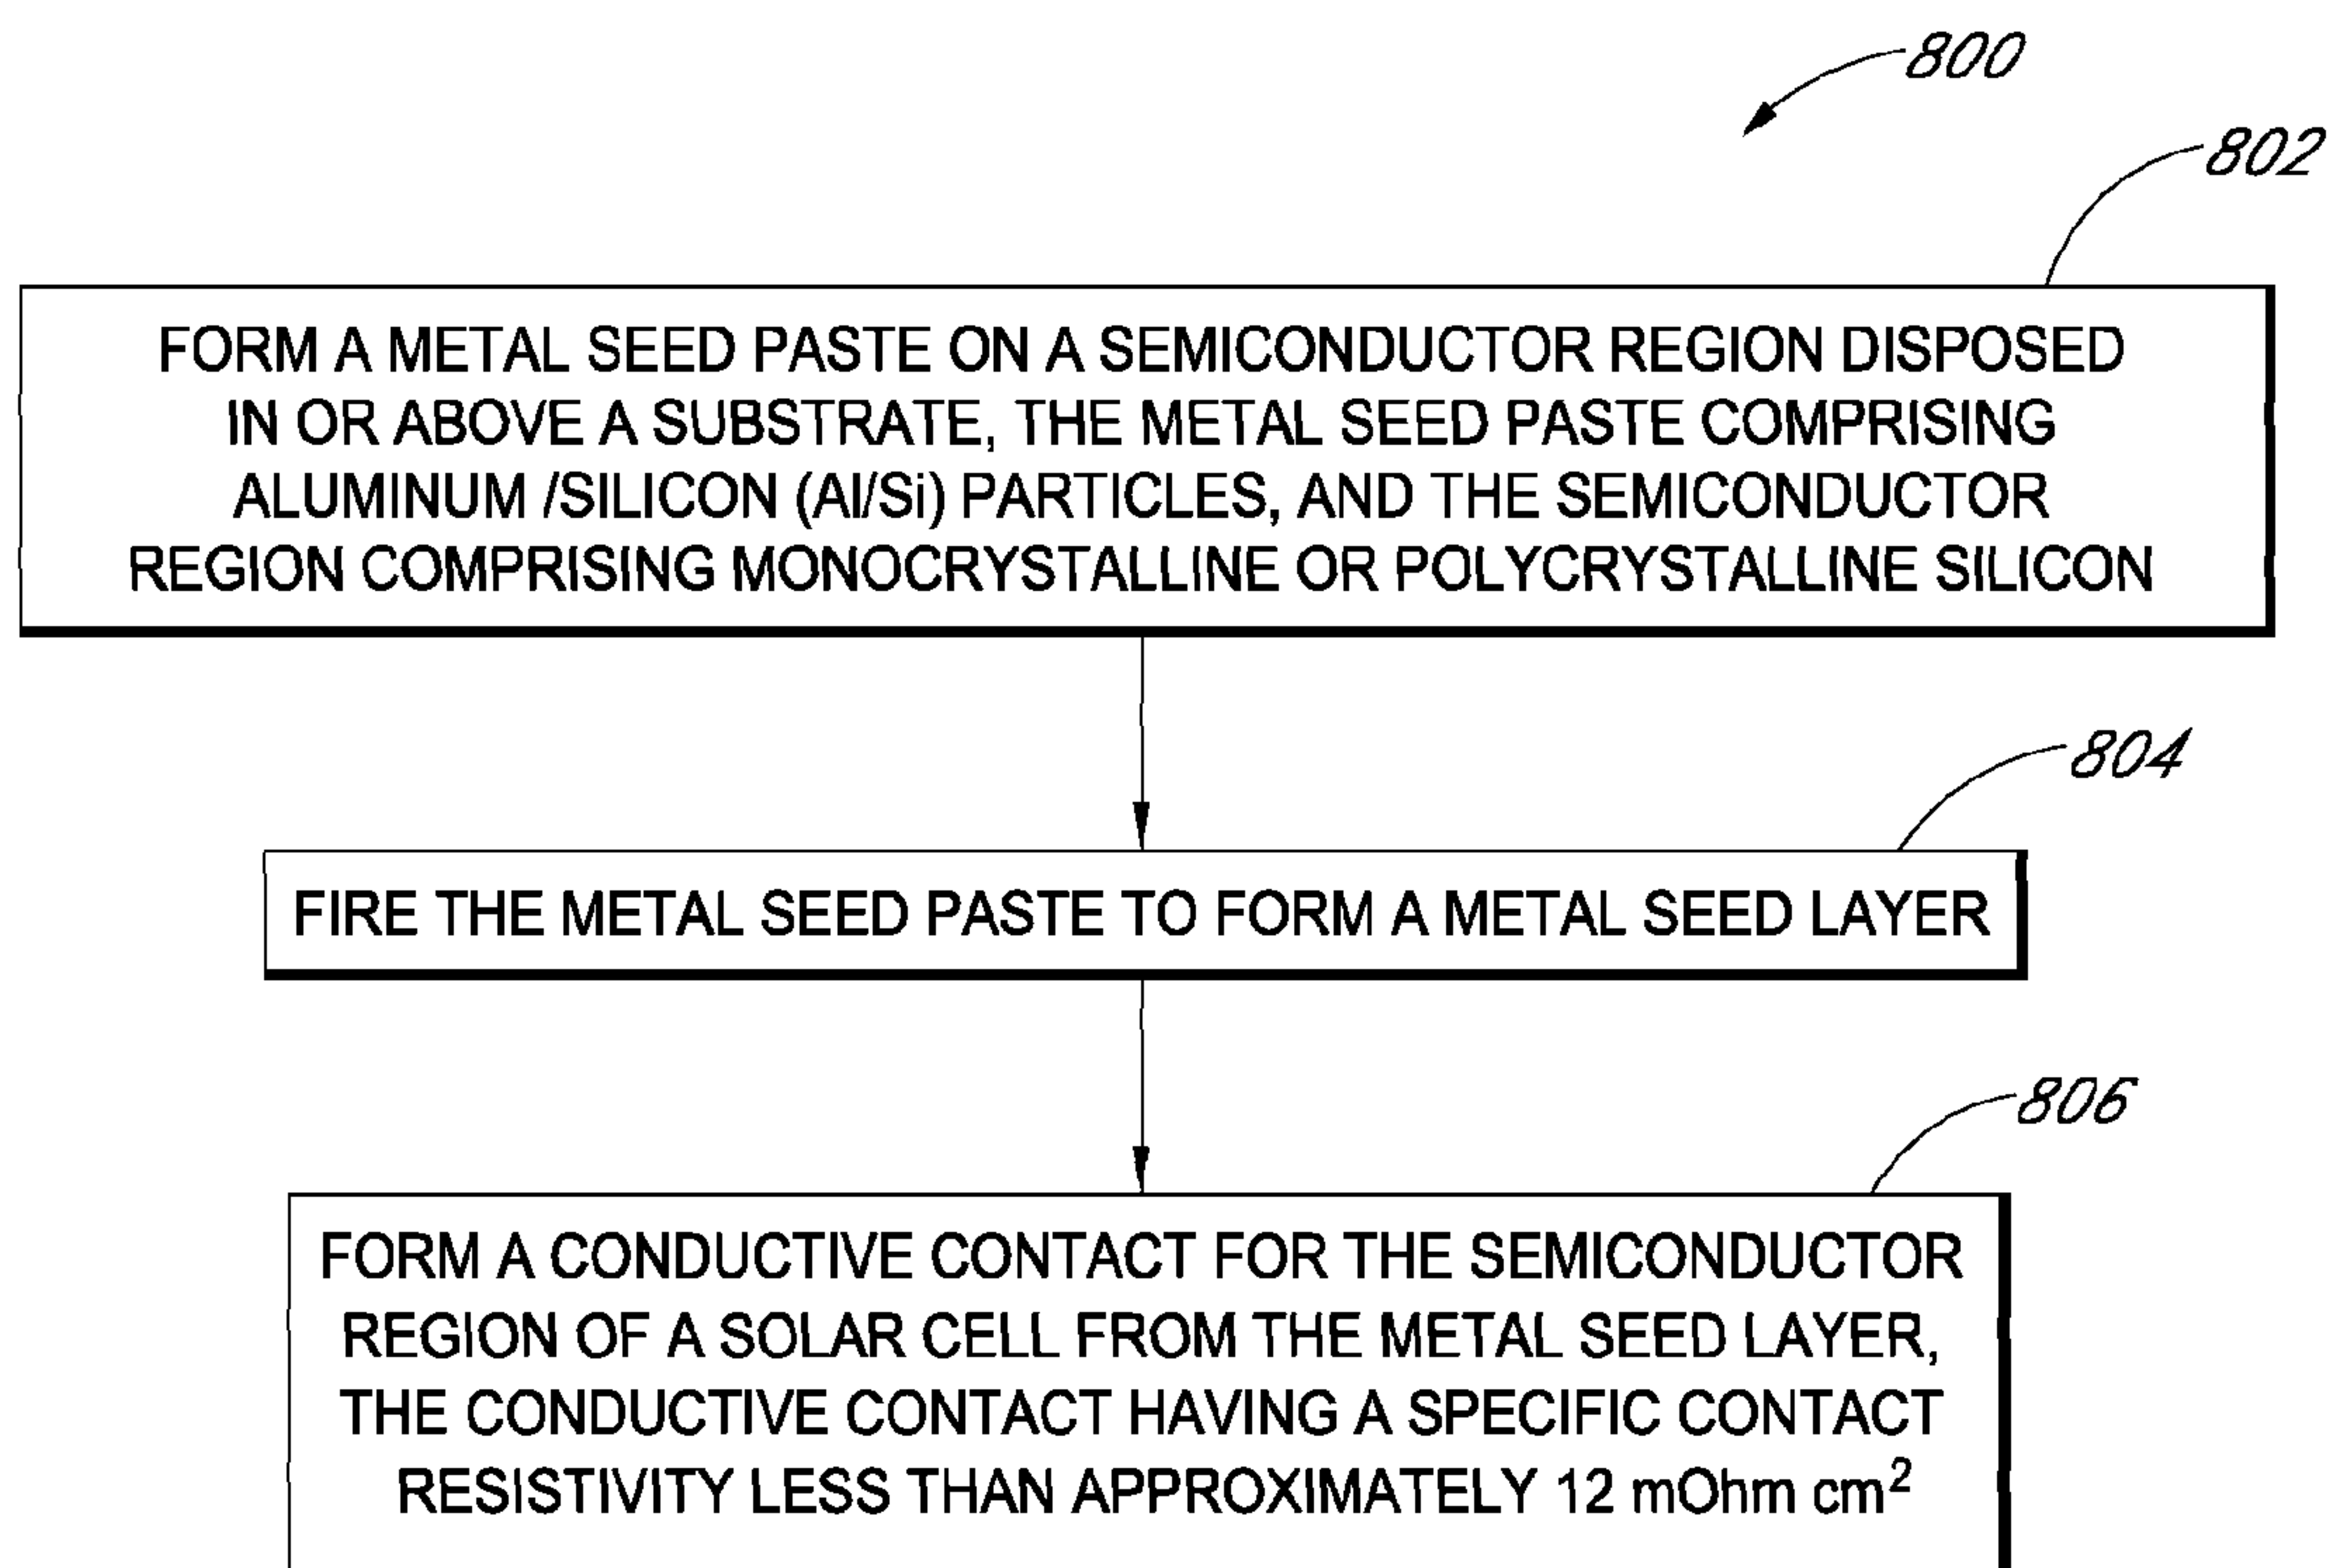 800
802
FORM A METAL SEED PASTE ON A SEMICONDUCTOR REGION DISPOSED
IN OR ABOVE A SUBSTRATE, THE METAL SEED PASTE COMPRISING
ALUMINUM /SILICON (Al/Si) PARTICLES, AND THE SEMICONDUCTOR
REGION COMPRISING MONOCRYSTALLINE OR POLYCRYSTALLINE SILICON
804
FIRE THE METAL SEED PASTE TO FORM A METAL SEED LAYER
806
FORM A CONDUCTIVE CONTACT FOR THE SEMICONDUCTOR
REGION OF A SOLAR CELL FROM THE METAL SEED LAYER,
THE CONDUCTIVE CONTACT HAVING A SPECIFIC CONTACT
RESISTIVITY LESS THAN APPROXIMATELY 12 mOhm cm²